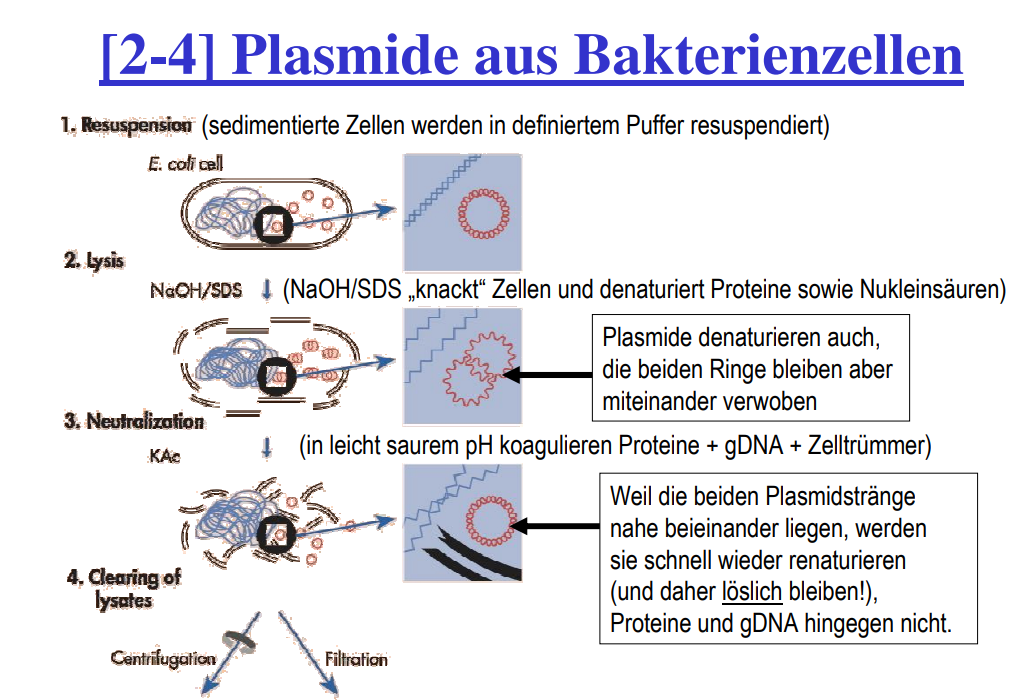 [2-4] Plasmide aus Bakterienzellen
1. Resuspension (sedimentierte Zellen werden in definiertem Puffer resuspendiert)
E. coli cell
2. Lysis
NaOH/SDS (NaOH/SDS „knackt“ Zellen und denaturiert Proteine sowie Nukleinsäuren)
Plasmide denaturieren auch,
die beiden Ringe bleiben aber
miteinander verwoben
3. Neutralization
KAc (in leicht saurem pH koagulieren Proteine + gDNA + Zelltrümmer)
Weil die beiden Plasmidstränge
nahe beieinander liegen, werden
sie schnell wieder renaturieren
(und daher löslich bleiben!),
Proteine und gDNA hingegen nicht.
4. Clearing of
lysates
Centrifugation Filtration